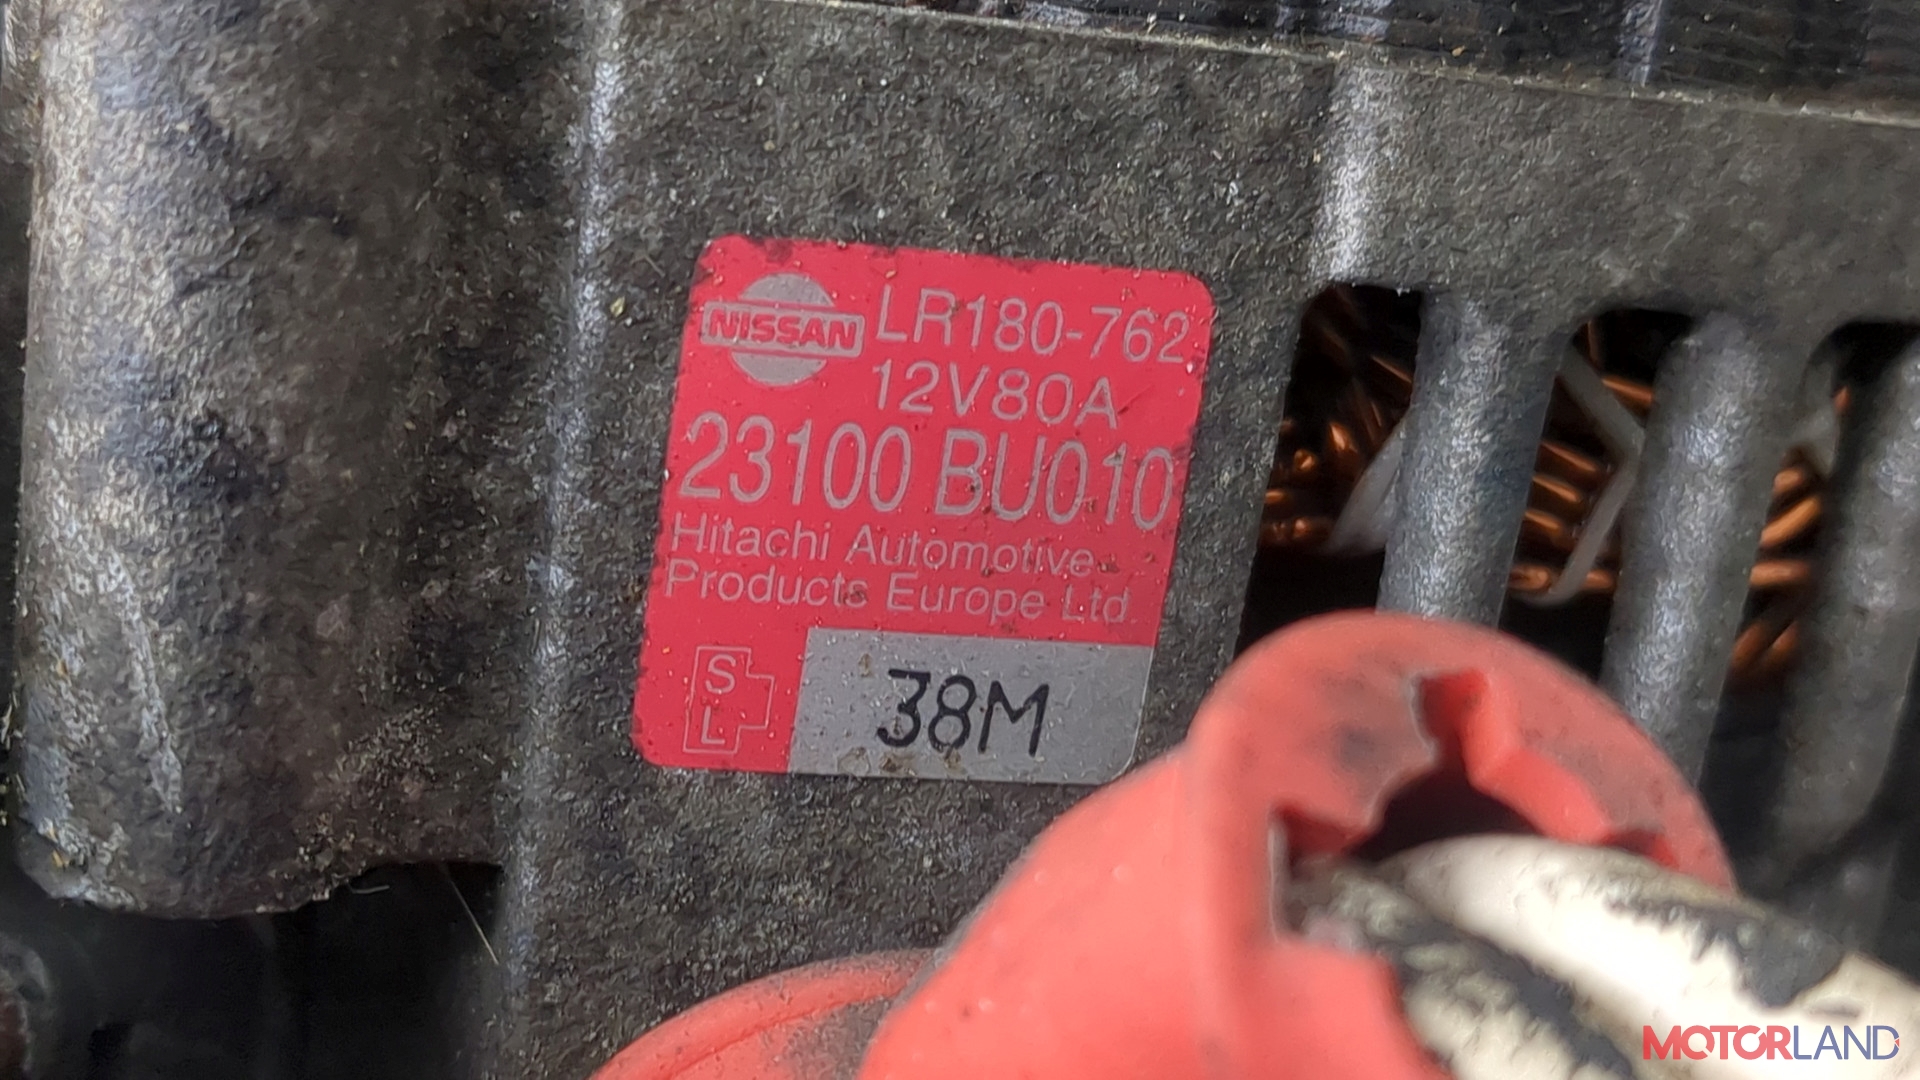 NISSAN LR180-762
12V80A
23100 BU010
Hitachi Automotive
Products Europe Ltd
S
L
38M
MOTORLAND